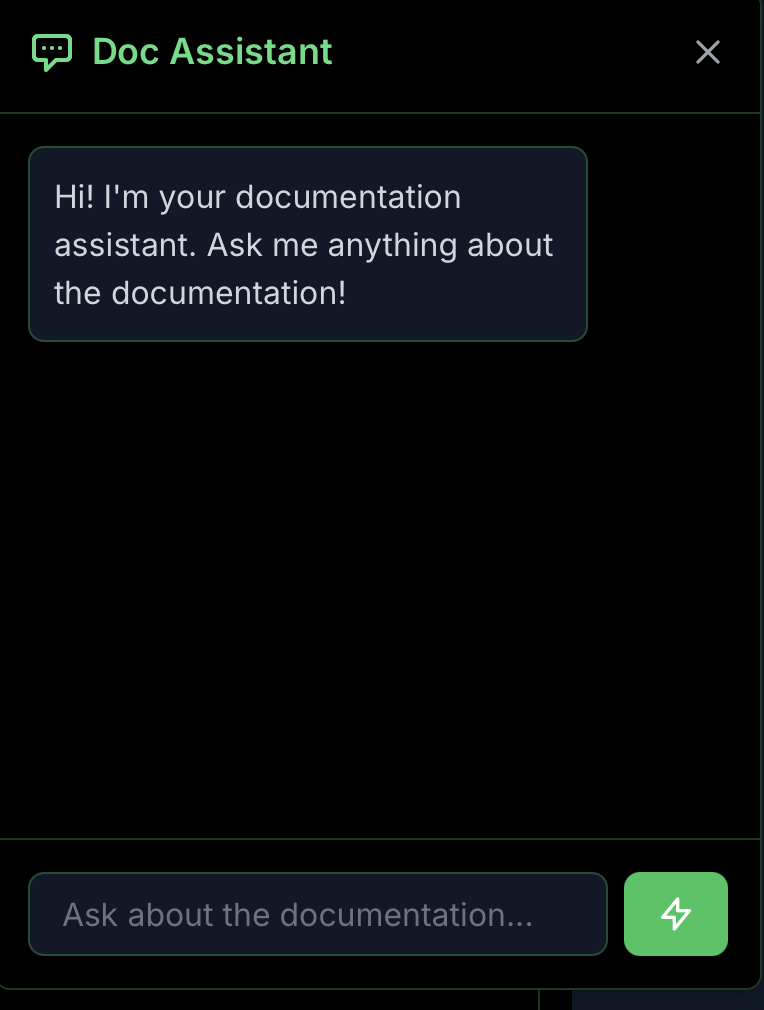 Doc Assistant
Hi! I'm your documentation
assistant. Ask me anything about
the documentation!
Ask about the documentation...